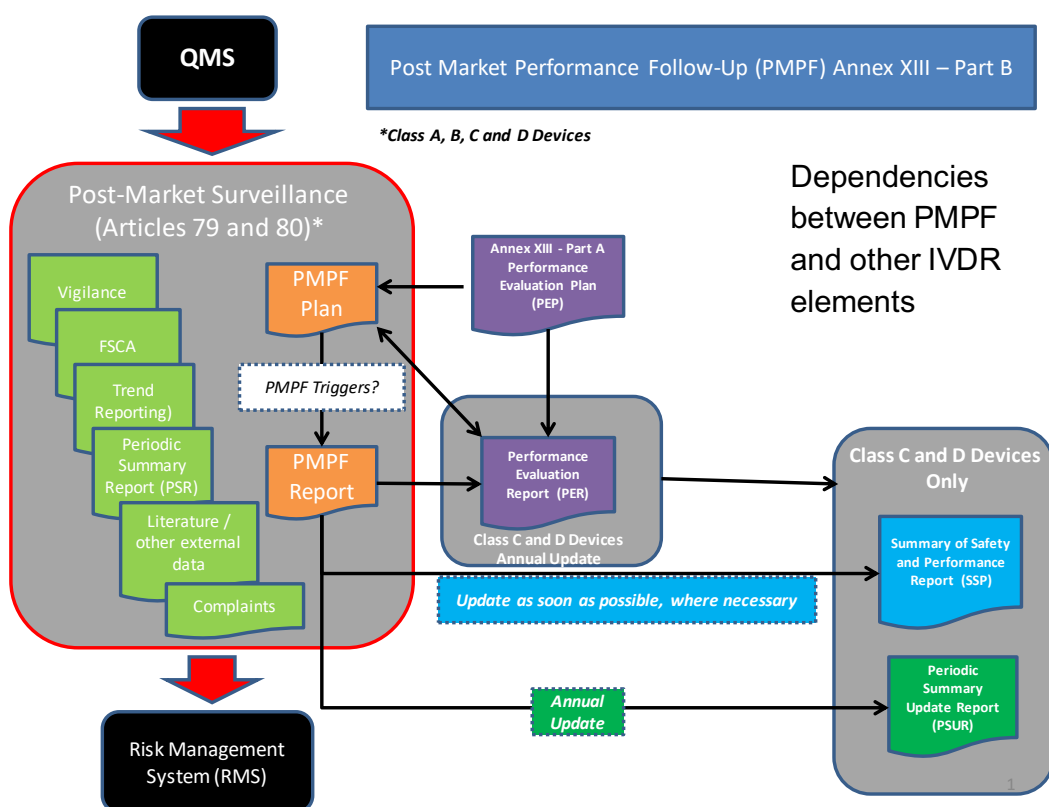 QMS
Post Market Performance Follow-Up (PMPF) Annex XIII – Part B
*Class A, B, C and D Devices
Dependencies
between PMPF
and other IVDR
elements
Post-Market Surveillance
(Articles 79 and 80)*
Vigilance
FSCA
Trend
Reporting)
Periodic
Summary
Report (PSR)
Literature /
other external
data
Complaints
PMPF
Plan
PMPF Triggers?
PMPF
Report
Annex XIII - Part A
Performance
Evaluation Plan
(PEP)
Performance
Evaluation
Report (PER)
Class C and D Devices
Annual Update
Class C and D Devices
Only
Summary of Safety
and Performance
Report (SSP)
Update as soon as possible, where necessary
Periodic
Summary
Update Report
(PSUR)
Annual
Update
Risk Management
System (RMS)
1